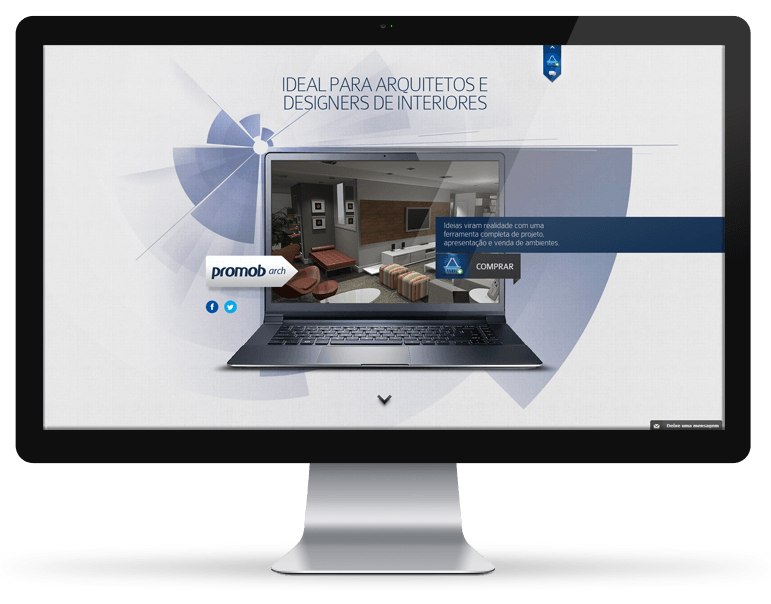 IDEAL PARA ARQUITETOS E
DESIGNERS DE INTERIORES
Ideias viram realidade com uma
ferramenta completa de projeto,
apresentação e venda de ambientes.
COMPRAR
promob arch
Deixe uma mensagem